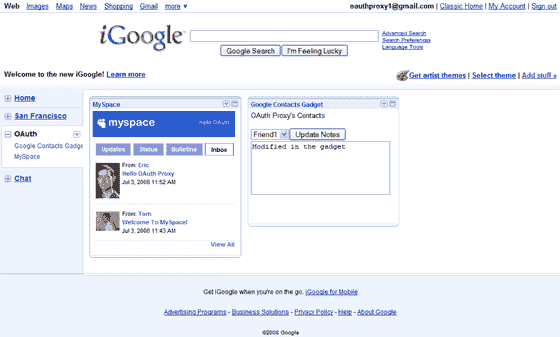 Web Images Maps News Shopping Gmail more ▼
oauthproxy1@gmail.com | Classic Home | My Account | Sign out
iGoogle
Advanced Search
Search Preferences
Language Tools
Google Search I'm Feeling Lucky
Welcome to the new iGoogle! Learn more
Get artist themes | Select theme | Add stuff »
Home
San Francisco
OAuth
Google Contacts Gadge
MySpace
Chat
MySpace
myspace
OAuth
Updates Status Bulletins Inbox
From: Eric
Hello OAuth Proxy
Jul 3, 2008 11:52 AM
From: Tom
Welcome To MySpace!
Jul 3, 2008 11:43 AM
View All
Google Contacts Gadget
OAuth Proxy's Contacts
Friend1 Update Notes
Modified in the gadget
Get iGoogle when you're on the go. iGoogle for Mobile
Advertising Programs - Business Solutions - Privacy Policy - Help - About Google
©2008 Google